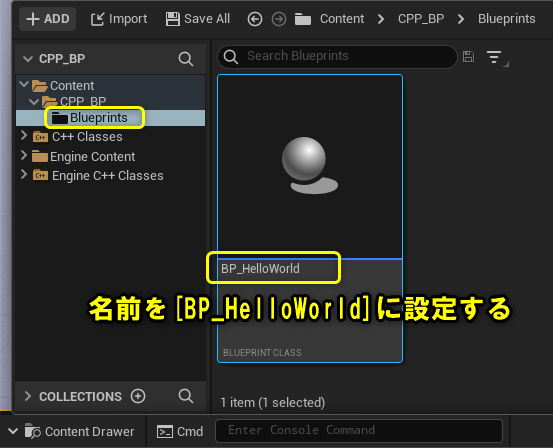 ADD Import Save All Content CPP_BP Blueprints
CPP_BP
Search Blueprints
Content
CPP_BP
Blueprints
C++ Classes
Engine Content
Engine C++ Classes
BP_HelloWorld
名前を[BP_HelloWorld]に設定する
BLUEPRINT CLASS
COLLECTIONS
1 item (1 selected)
Content Drawer Cmd Enter Console Command